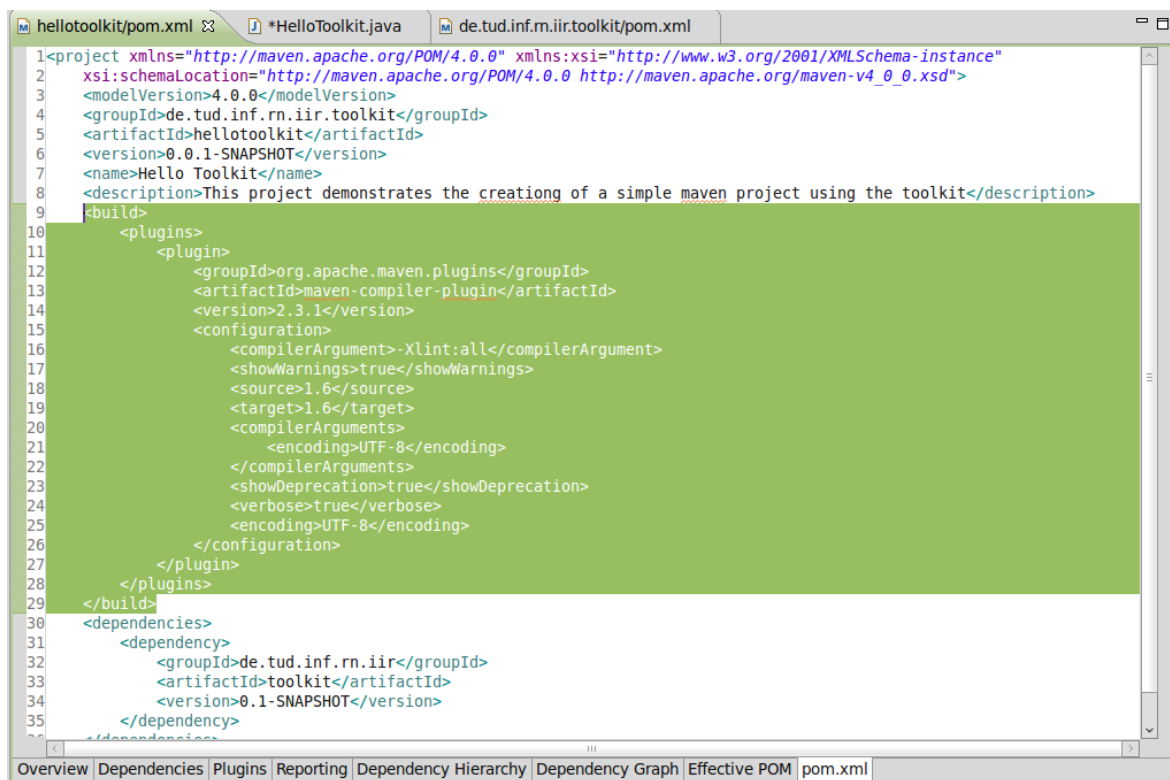 hellotoolkit/pom.xml *HelloToolkit.java de.tud.inf.rn.iir.toolkit/pom.xml
1 <project xmlns="http://maven.apache.org/POM/4.0.0" xmlns:xsi="http://www.w3.org/2001/XMLSchema-instance"
2 xsi:schemaLocation="http://maven.apache.org/POM/4.0.0 http://maven.apache.org/maven-v4_0_0.xsd">
3 <modelVersion>4.0.0</modelVersion>
4 <groupId>de.tud.inf.rn.iir.toolkit</groupId>
5 <artifactId>hellotoolkit</artifactId>
6 <version>0.0.1-SNAPSHOT</version>
7 <name>Hello Toolkit</name>
8 <description>This project demonstrates the creationg of a simple maven project using the toolkit</description>
9 <build>
10 <plugins>
11 <plugin>
12 <groupId>org.apache.maven.plugins</groupId>
13 <artifactId>maven-compiler-plugin</artifactId>
14 <version>2.3.1</version>
15 <configuration>
16 <compilerArgument>-Xlint:all</compilerArgument>
17 <showWarnings>true</showWarnings>
18 <source>1.6</source>
19 <target>1.6</target>
20 <compilerArguments>
21 <encoding>UTF-8</encoding>
22 </compilerArguments>
23 <showDeprecation>true</showDeprecation>
24 <verbose>true</verbose>
25 <encoding>UTF-8</encoding>
26 </configuration>
27 </plugin>
28 </plugins>
29 </build>
30 <dependencies>
31 <dependency>
32 <groupId>de.tud.inf.rn.iir</groupId>
33 <artifactId>toolkit</artifactId>
34 <version>0.1-SNAPSHOT</version>
35 </dependency>
Overview Dependencies Plugins Reporting Dependency Hierarchy Dependency Graph Effective POM pom.xml